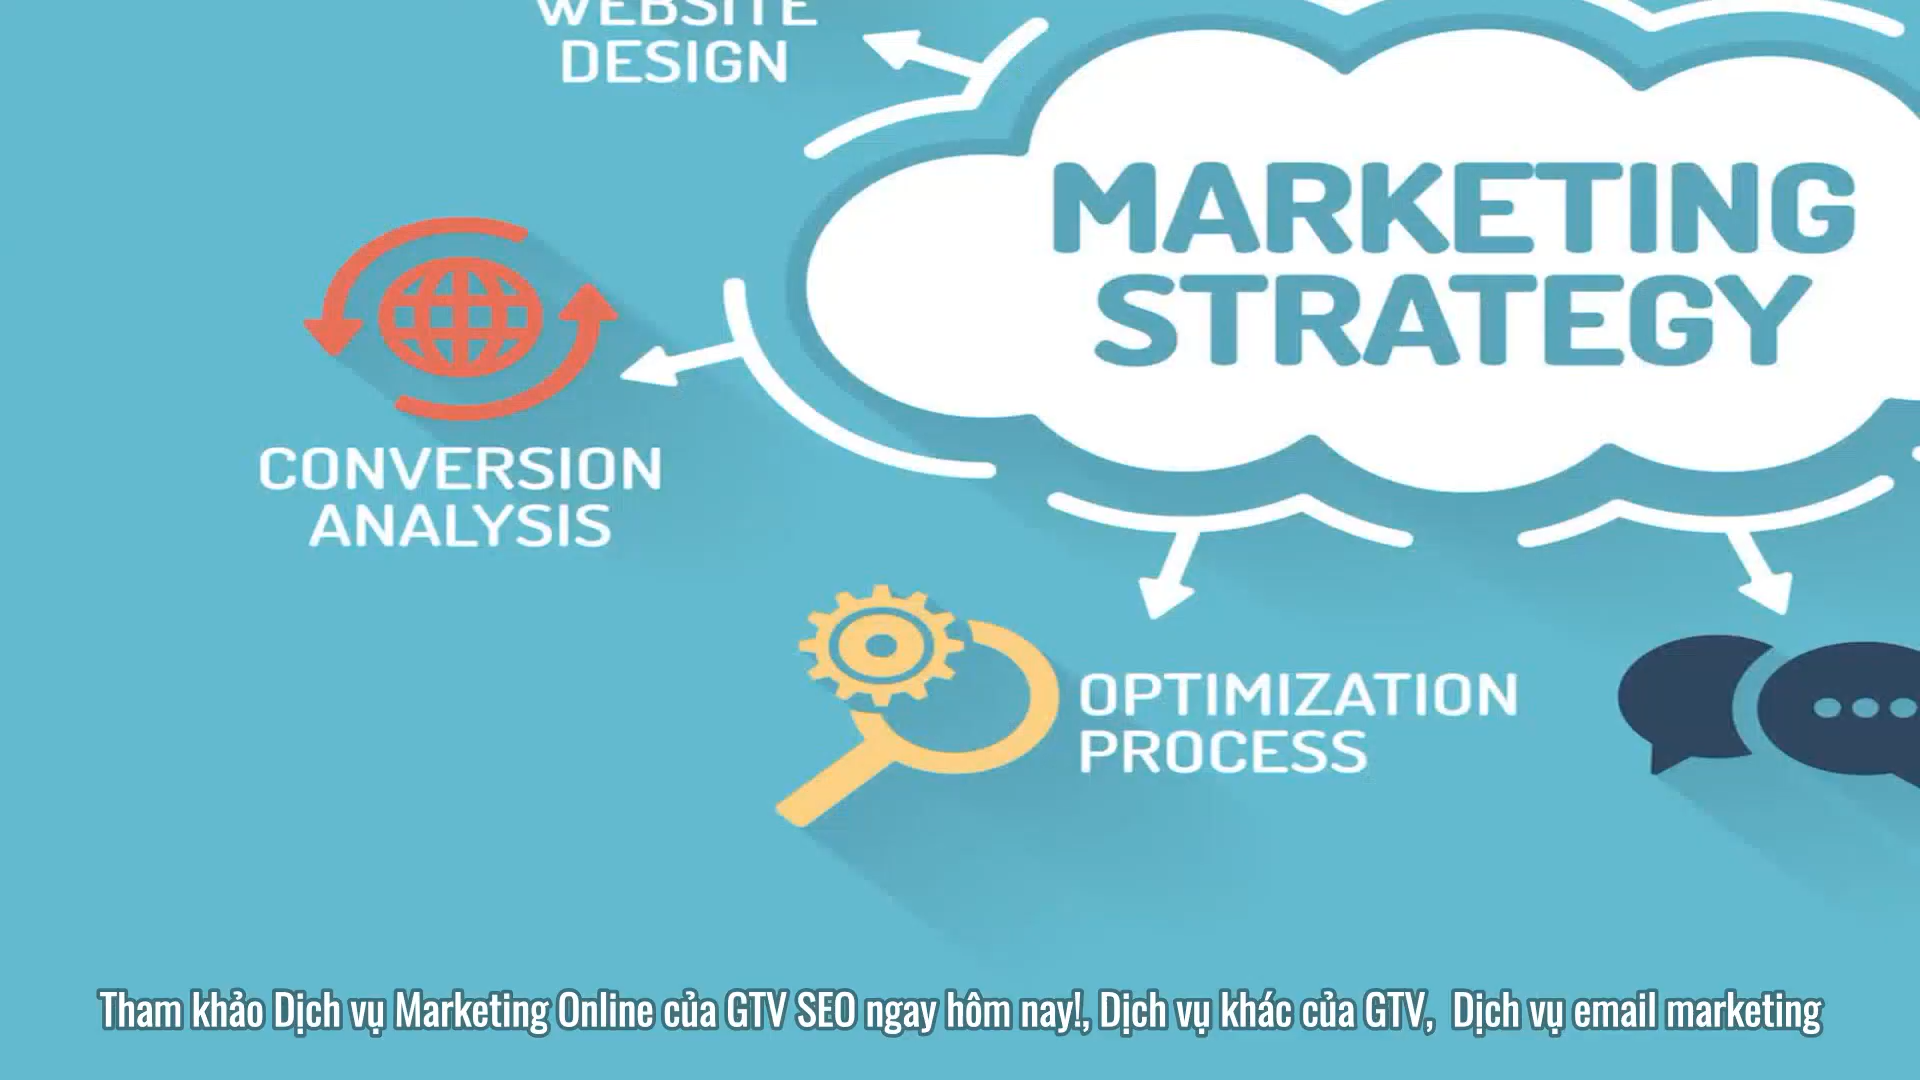 WEBSITE
DESIGN
MARKETING
STRATEGY
CONVERSION
ANALYSIS
OPTIMIZATION
PROCESS
Tham khảo Dịch vụ Marketing Online của GTV SEO ngay hôm nay!, Dịch vụ khác của GTV,  Dịch vụ email marketing